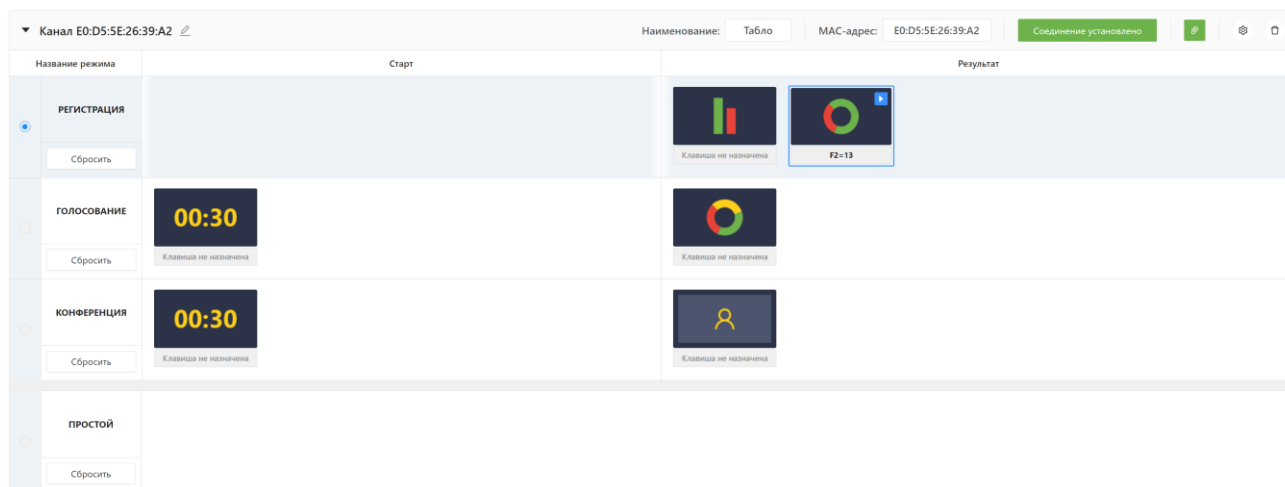 Канал E0:D5:5E:26:39:A2 Наименование: Табло MAC-адрес: E0:D5:5E:26:39:A2 Соединение установлено
Название режима Старт Результат
РЕГИСТРАЦИЯ
Сбросить
Клавиша не назначена F2=13
ГОЛОСОВАНИЕ
00:30
Сбросить
Клавиша не назначена Клавиша не назначена
КОНФЕРЕНЦИЯ
00:30
Сбросить
Клавиша не назначена Клавиша не назначена
ПРОСТОЙ
Сбросить